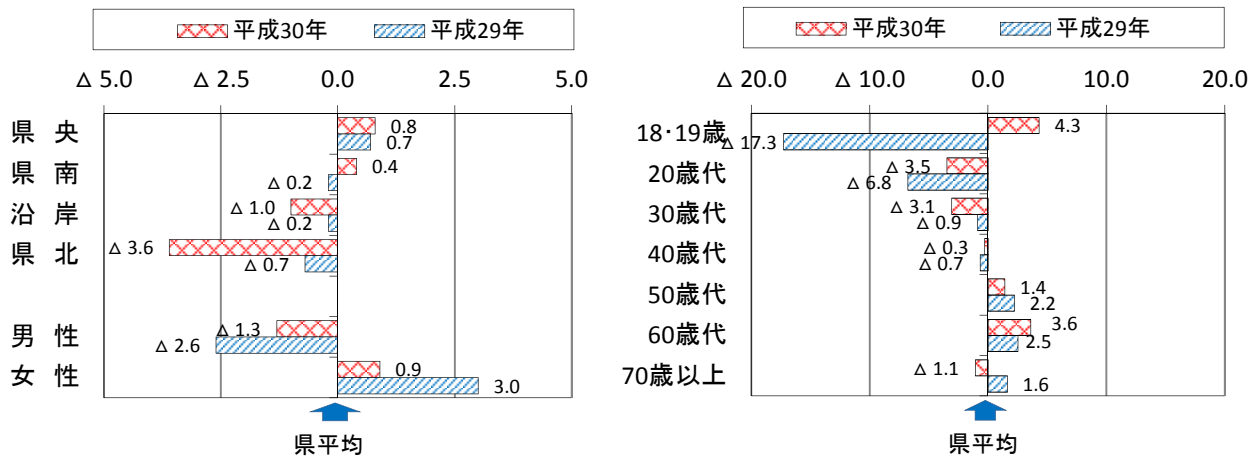 平成30年 平成29年
△ 5.0 △ 2.5 0.0 2.5 5.0
県 央 0.8
0.7
県 南 0.4
△ 0.2
沿 岸 △ 1.0
△ 0.2
県 北 △ 3.6
△ 0.7
男 性 △ 1.3
△ 2.6
女 性 0.9
3.0
県平均
平成30年 平成29年
△ 20.0 △ 10.0 0.0 10.0 20.0
18･19歳 4.3
△ 17.3
20歳代 △ 3.5
△ 6.8
30歳代 △ 3.1
△ 0.9
40歳代 △ 0.3
△ 0.7
50歳代 1.4
2.2
60歳代 3.6
2.5
70歳以上 △ 1.1
1.6
県平均